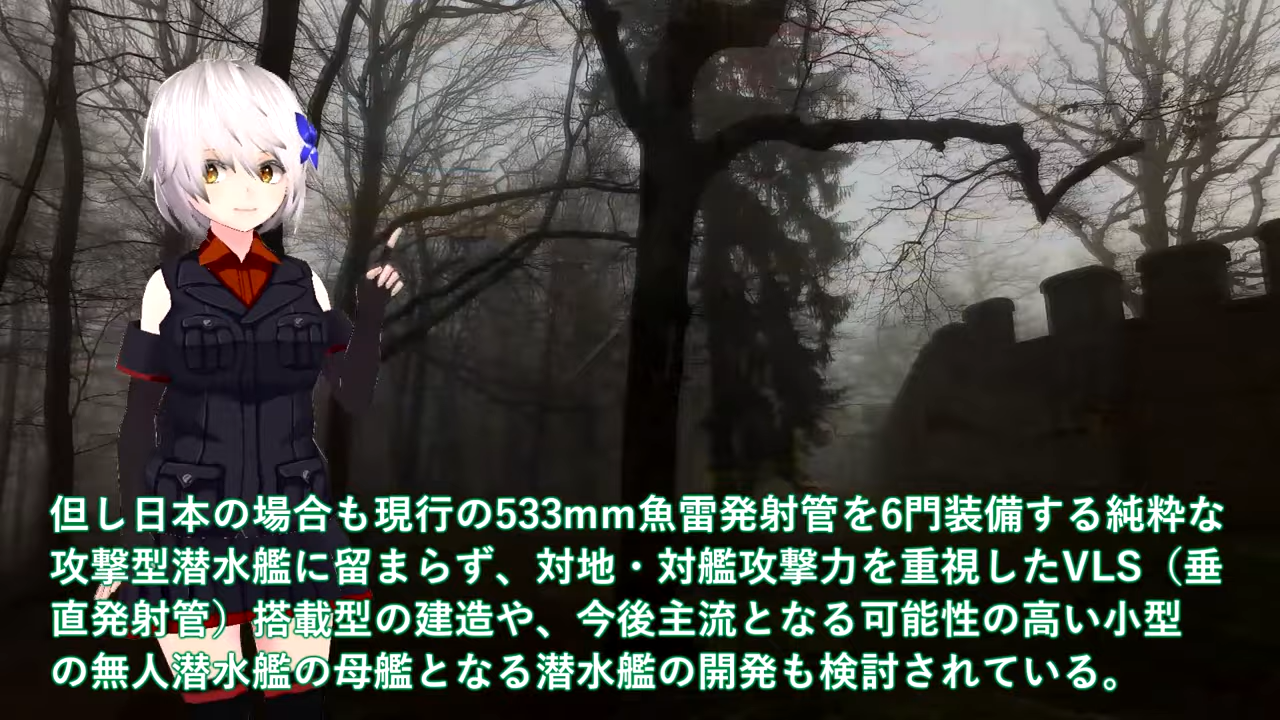 但し日本の場合も現行の533mm魚雷発射管を6門装備する純粋な
攻撃型潜水艦に留まらず、対地・対艦攻撃力を重視したVLS（垂
直発射管）搭載型の建造や、今後主流となる可能性の高い小型
の無人潜水艦の母艦となる潜水艦の開発も検討されている。